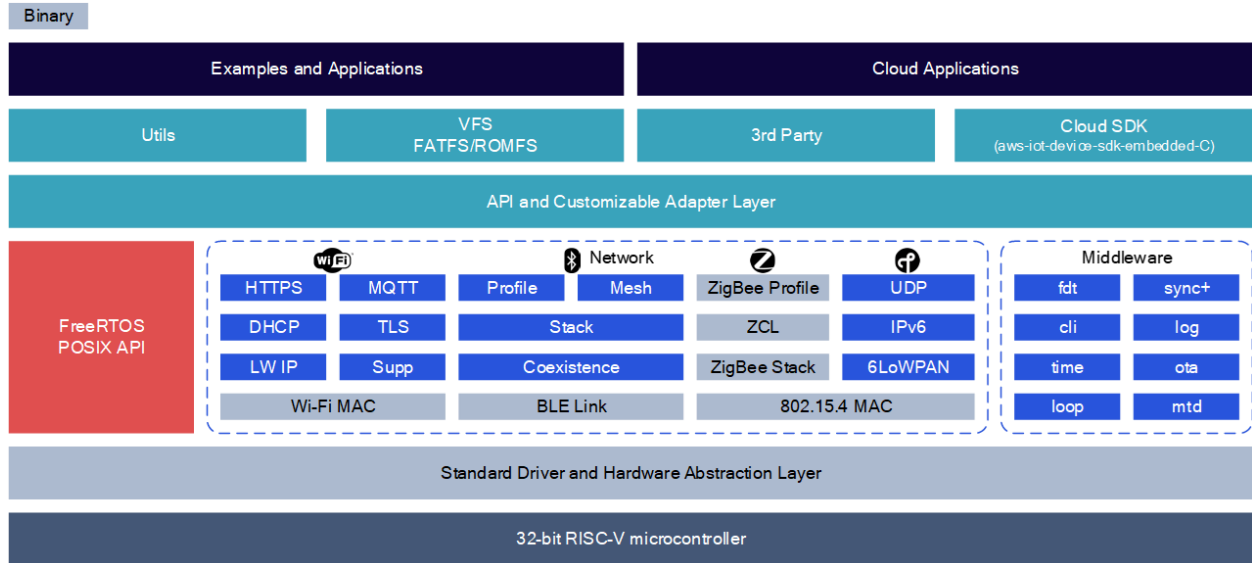 Binary
Examples and Applications
Cloud Applications
Utils
VFS
FATFS/ROMFS
3rd Party
Cloud SDK
(aws-iot-device-sdk-embedded-C)
API and Customizable Adapter Layer
FreeRTOS
POSIX API
WiFi
Network
HTTPS
MQTT
Profile
Mesh
ZigBee Profile
UDP
DHCP
TLS
Stack
ZCL
IPv6
LW IP
Supp
Coexistence
ZigBee Stack
6LoWPAN
Wi-Fi MAC
BLE Link
802.15.4 MAC
Middleware
fdt
sync+
cli
log
time
ota
loop
mtd
Standard Driver and Hardware Abstraction Layer
32-bit RISC-V microcontroller